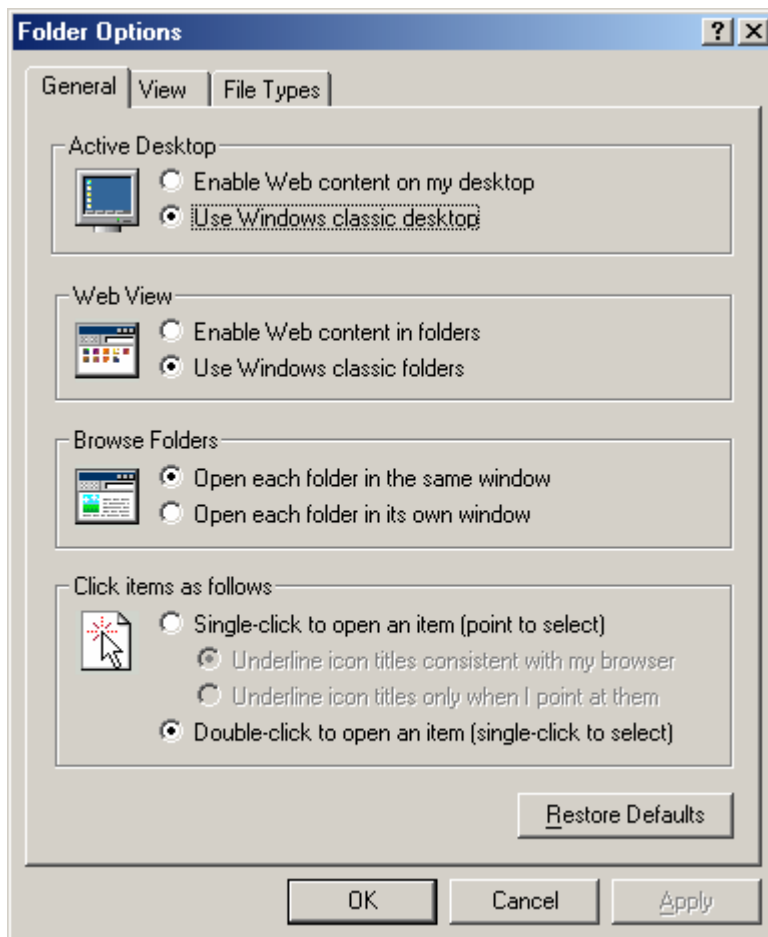 Folder Options
General View File Types
Active Desktop
Enable Web content on my desktop
Use Windows classic desktop
Web View
Enable Web content in folders
Use Windows classic folders
Browse Folders
Open each folder in the same window
Open each folder in its own window
Click items as follows
Single-click to open an item (point to select)
Underline icon titles consistent with my browser
Underline icon titles only when I point at them
Double-click to open an item (single-click to select)
Restore Defaults
OK Cancel Apply